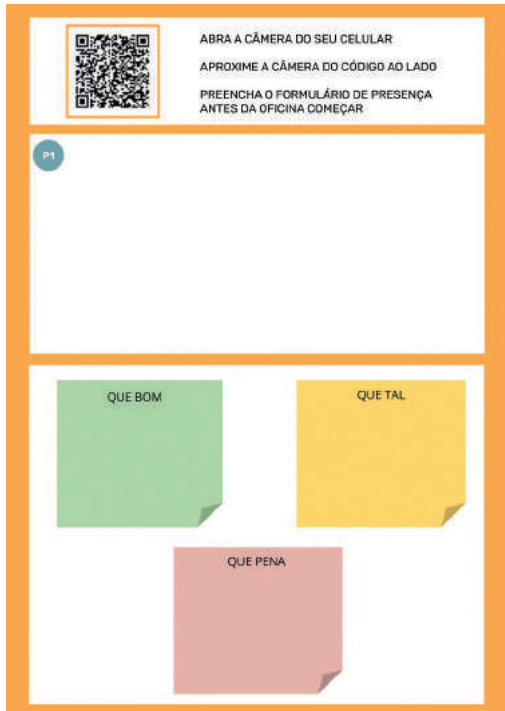 ABRA A CÂMERA DO SEU CELULAR
APROXIME A CÂMERA DO CÓDIGO AO LADO
PREENCHA O FORMULÁRIO DE PRESENÇA
ANTES DA OFICINA COMEÇAR
P1
QUE BOM
QUE TAL
QUE PENA